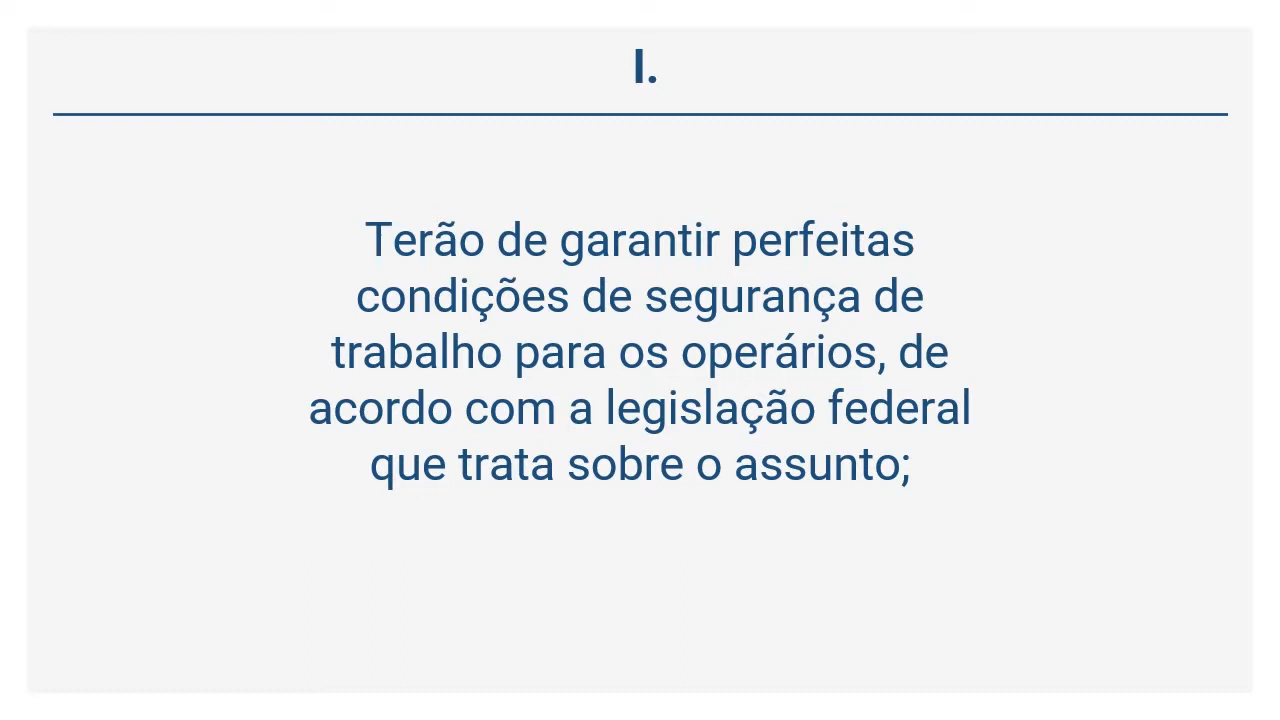 I.
Terão de garantir perfeitas
condições de segurança de
trabalho para os operários, de
acordo com a legislação federal
que trata sobre o assunto;